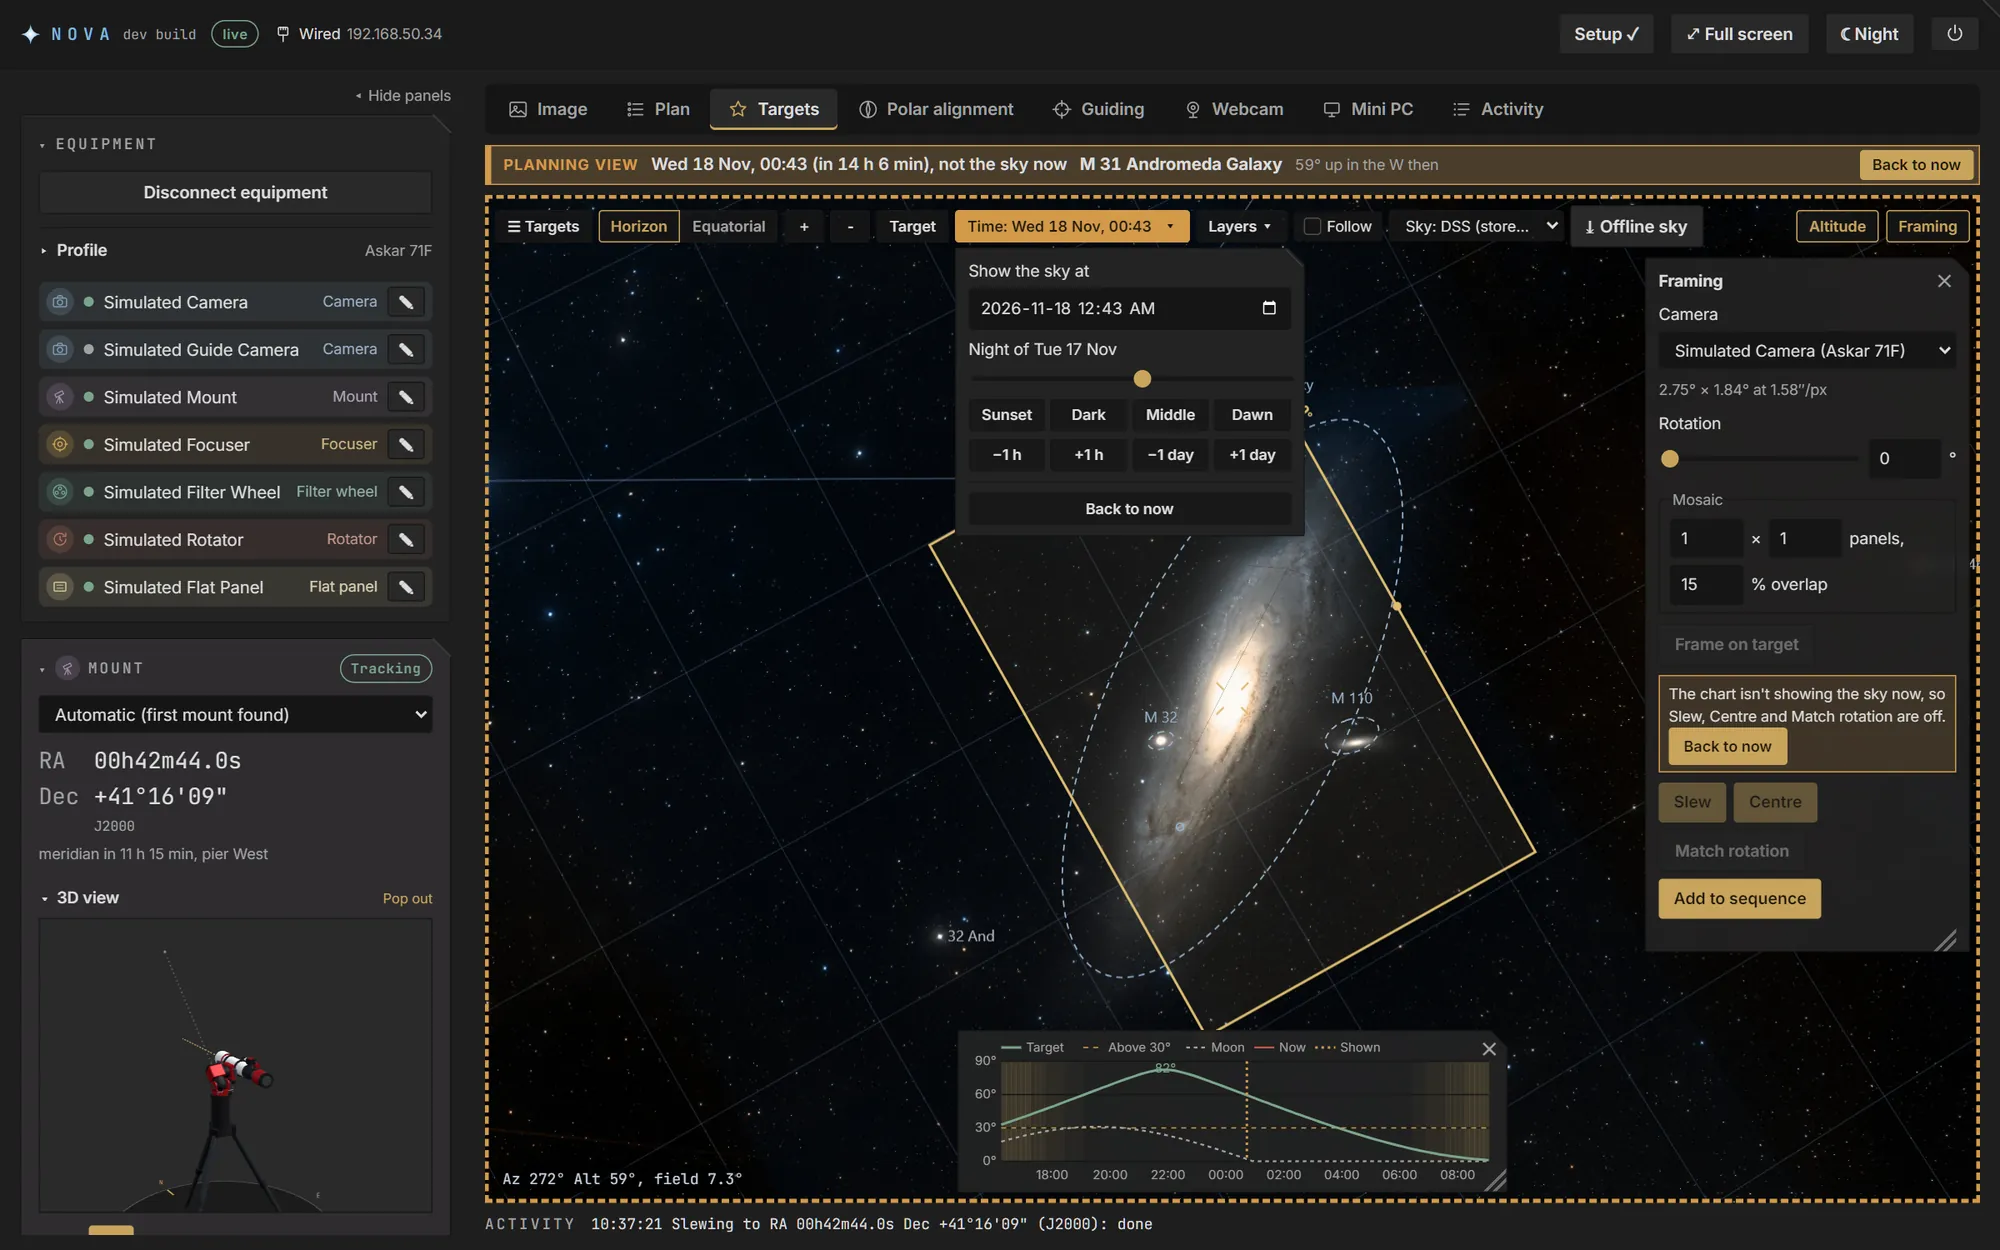 NOVA dev build live Wired 192.168.50.34
Setup ✓ Full screen Night
Hide panels
EQUIPMENT
Disconnect equipment
Profile Askar 71F
Simulated Camera Camera
Simulated Guide Camera Camera
Simulated Mount Mount
Simulated Focuser Focuser
Simulated Filter Wheel Filter wheel
Simulated Rotator Rotator
Simulated Flat Panel Flat panel
MOUNT Tracking
Automatic (first mount found)
RA 00h42m44.0s
Dec +41°16'09"
J2000
meridian in 11 h 15 min, pier West
3D view Pop out
N E
Image Plan Targets Polar alignment Guiding Webcam Mini PC Activity
PLANNING VIEW Wed 18 Nov, 00:43 (in 14 h 6 min), not the sky now M 31 Andromeda Galaxy 59° up in the W then Back to now
Targets Horizon Equatorial + - Target Time: Wed 18 Nov, 00:43 Layers Follow Sky: DSS (store... Offline sky Altitude Framing
Show the sky at
2026-11-18 12:43 AM
Night of Tue 17 Nov
Sunset Dark Middle Dawn
−1 h +1 h −1 day +1 day
Back to now
M 32
M 110
32 And
Framing
Camera
Simulated Camera (Askar 71F)
2.75° × 1.84° at 1.58″/px
Rotation
0 °
Mosaic
1 × 1 panels,
15 % overlap
Frame on target
The chart isn't showing the sky now, so
Slew, Centre and Match rotation are off.
Back to now
Slew Centre
Match rotation
Add to sequence
Target Above 30° Moon Now Shown
90°
82°
60°
30°
0°
18:00 20:00 22:00 00:00 02:00 04:00 06:00 08:00
Az 272° Alt 59°, field 7.3°
ACTIVITY 10:37:21 Slewing to RA 00h42m44.0s Dec +41°16'09" (J2000): done